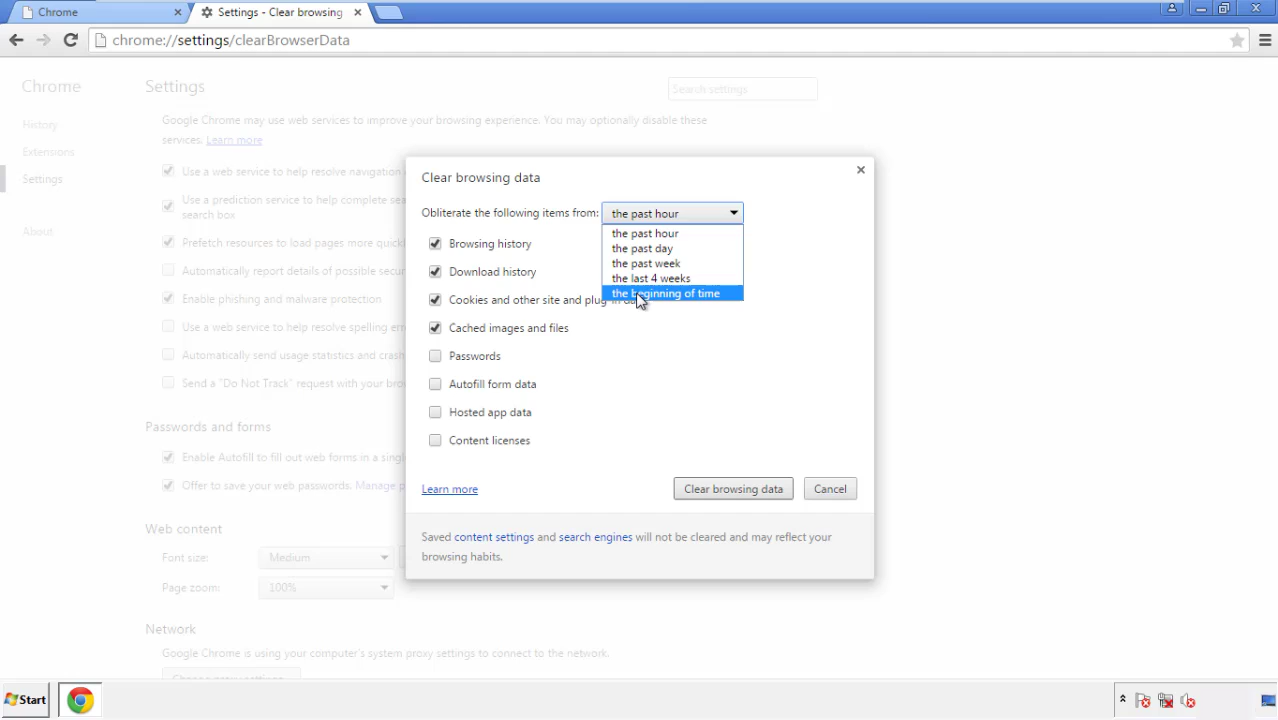 Chrome
Settings - Clear browsing
chrome://settings/clearBrowserData
Chrome
History
Extensions
Settings
About
Settings
Search settings
Google Chrome may use web services to improve your browsing experience. You may optionally disable these
services. Learn more
Use a web service to help resolve navigation
Use a prediction service to help complete
search box
Prefetch resources to load pages more quick
Automatically report details of possible
Enable phishing and malware protection
Use a web service to help resolve spelling
Automatically send usage statistics and
Send a "Do Not Track" request with your
Passwords and forms
Enable Autofill to fill out web forms in a
Offer to save your web passwords. Manage
Web content
Font size: Medium
Page zoom: 100%
Network
Google Chrome is using your computer's system proxy settings to connect to the network.
Clear browsing data
Obliterate the following items from: the past hour
the past hour
the past day
the past week
the last 4 weeks
the beginning of time
Browsing history
Download history
Cookies and other site and plug-in
Cached images and files
Passwords
Autofill form data
Hosted app data
Content licenses
Learn more
Clear browsing data
Cancel
Saved content settings and search engines will not be cleared and may reflect your
browsing habits.
Start